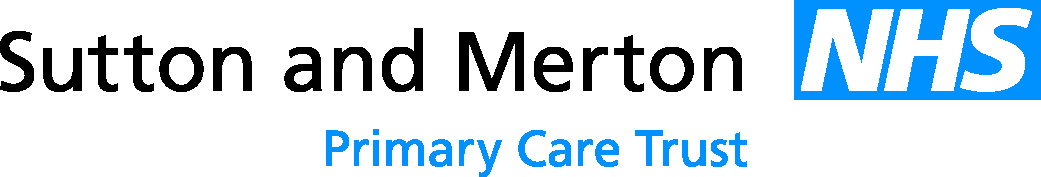 Sutton and Merton NHS
Primary Care Trust